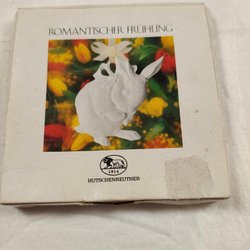 ROMANTISCHER FRÜHLING
1814
HUTSCHENREUTHER